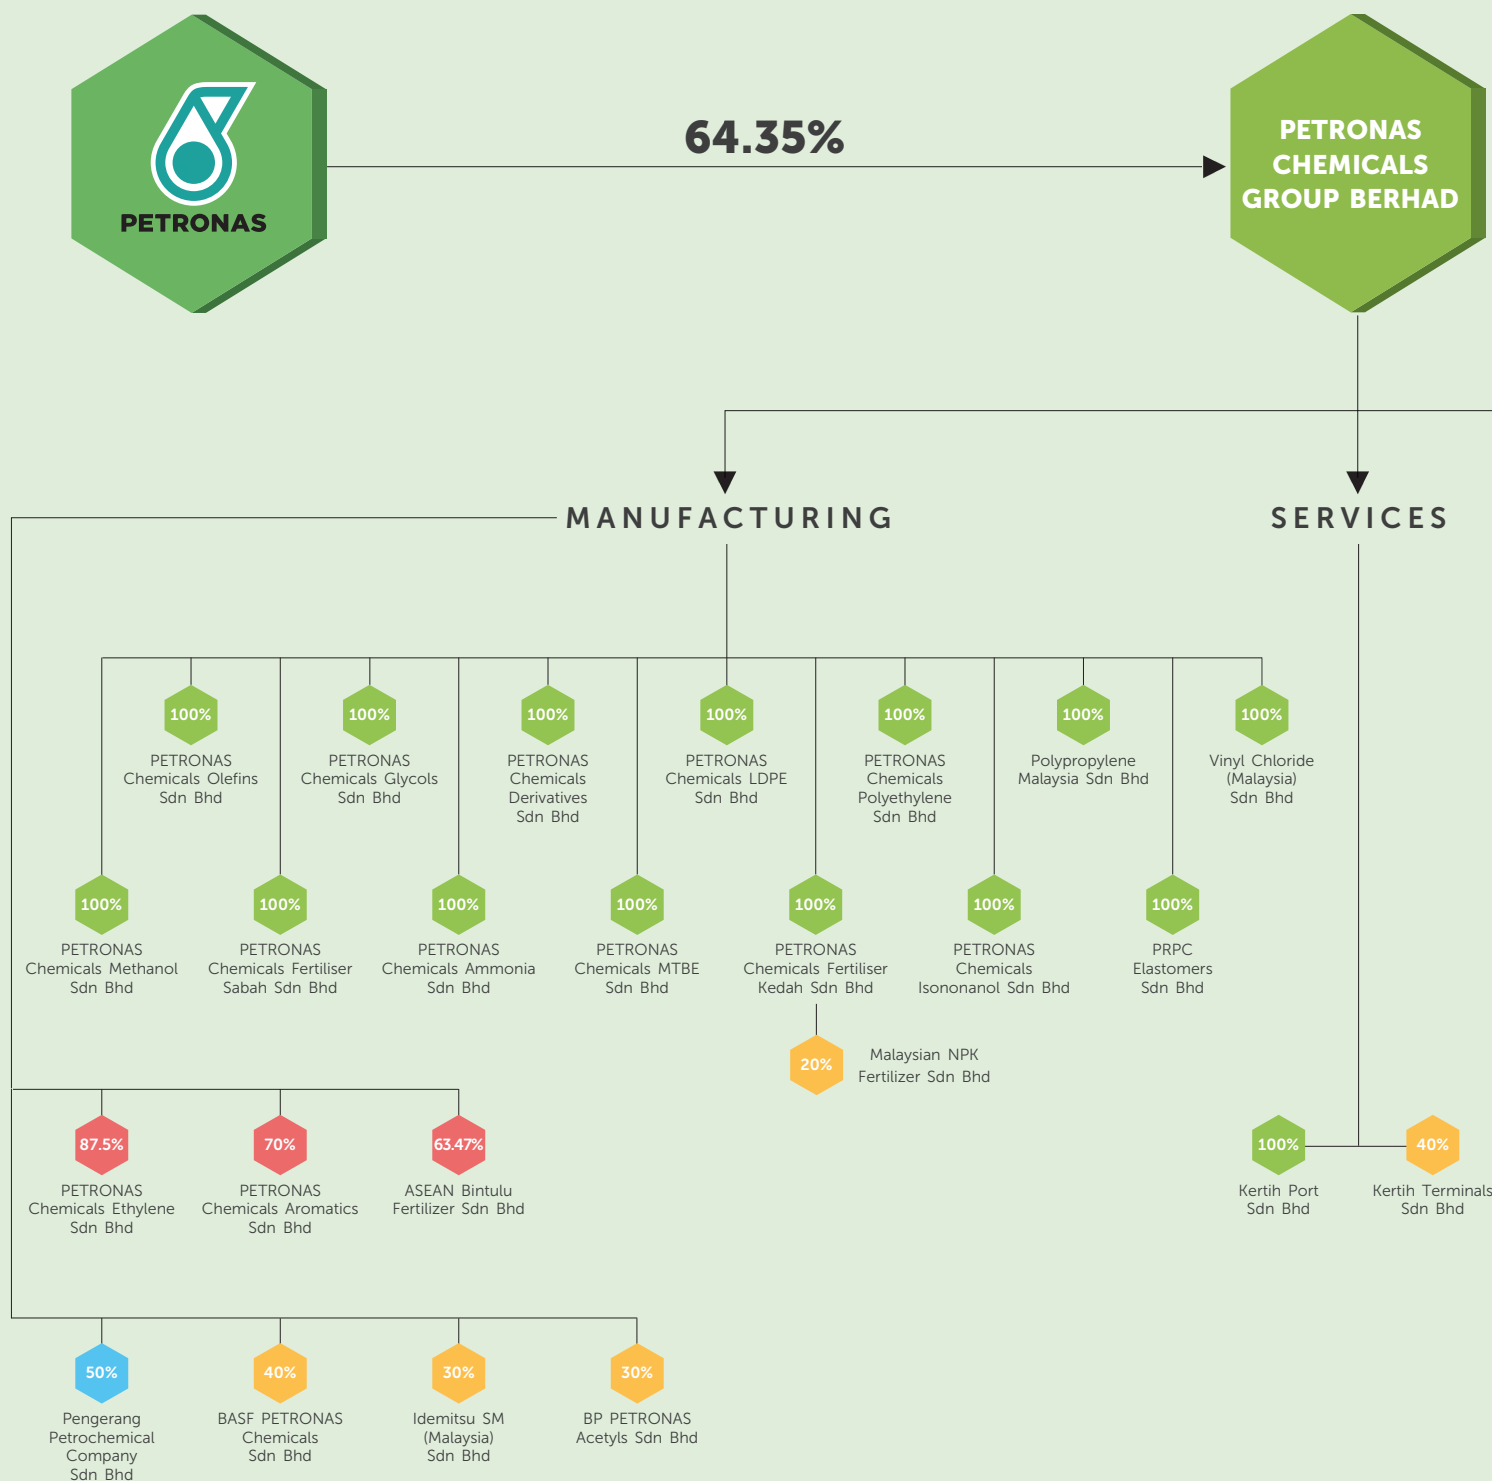 PETRONAS
64.35%
PETRONAS
CHEMICALS
GROUP BERHAD
MANUFACTURING
SERVICES
100%
PETRONAS
Chemicals Olefins
Sdn Bhd
100%
PETRONAS
Chemicals Glycols
Sdn Bhd
100%
PETRONAS
Chemicals
Derivatives
Sdn Bhd
100%
PETRONAS
Chemicals LDPE
Sdn Bhd
100%
PETRONAS
Chemicals
Polyethylene
Sdn Bhd
100%
Polypropylene
Malaysia Sdn Bhd
100%
Vinyl Chloride
(Malaysia)
Sdn Bhd
100%
PETRONAS
Chemicals Methanol
Sdn Bhd
100%
PETRONAS
Chemicals Fertiliser
Sabah Sdn Bhd
100%
PETRONAS
Chemicals Ammonia
Sdn Bhd
100%
PETRONAS
Chemicals MTBE
Sdn Bhd
100%
PETRONAS
Chemicals Fertiliser
Kedah Sdn Bhd
100%
PETRONAS
Chemicals
Isononanol Sdn Bhd
100%
PRPC
Elastomers
Sdn Bhd
20%
Malaysian NPK
Fertilizer Sdn Bhd
87.5%
PETRONAS
Chemicals Ethylene
Sdn Bhd
70%
PETRONAS
Chemicals Aromatics
Sdn Bhd
63.47%
ASEAN Bintulu
Fertilizer Sdn Bhd
100%
Kertih Port
Sdn Bhd
40%
Kertih Terminals
Sdn Bhd
50%
Pengerang
Petrochemical
Company
Sdn Bhd
40%
BASF PETRONAS
Chemicals
Sdn Bhd
30%
Idemitsu SM
(Malaysia)
Sdn Bhd
30%
BP PETRONAS
Acetyls Sdn Bhd